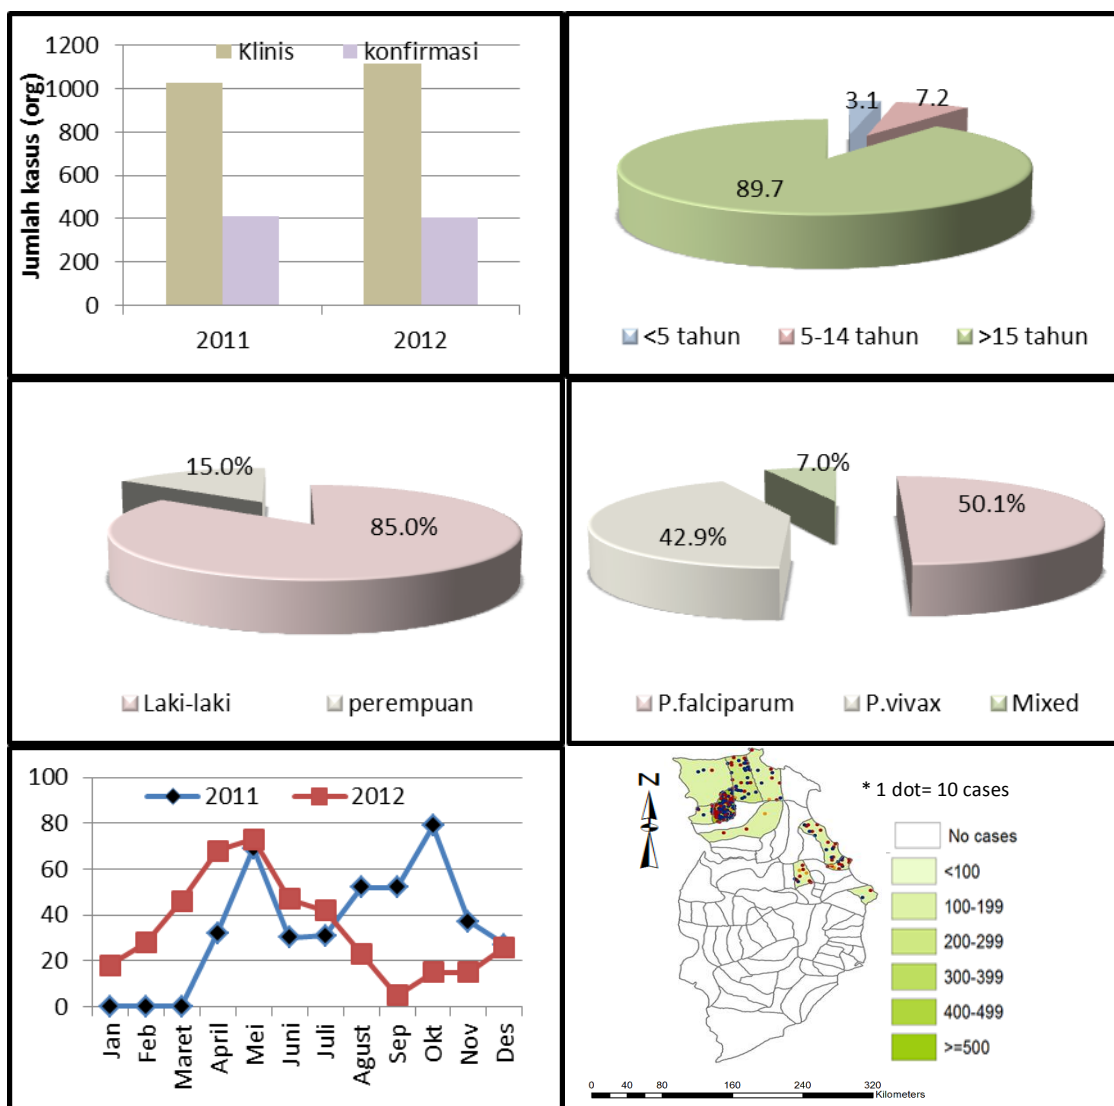 Jumlah kasus (org)
1200
1000
800
600
400
200
0
Klinis konfirmasi
2011 2012
3.1
7.2
89.7
<5 tahun 5-14 tahun >15 tahun
15.0%
85.0%
Laki-laki perempuan
7.0%
50.1%
42.9%
P.falciparum P.vivax Mixed
100
80
60
40
20
0
2011 2012
Jan Feb Maret April Mei Juni Juli Agust Sep Okt Nov Des
N
* 1 dot= 10 cases
No cases
<100
100-199
200-299
300-399
400-499
>=500
0 40 80 160 240 320
Kilometers